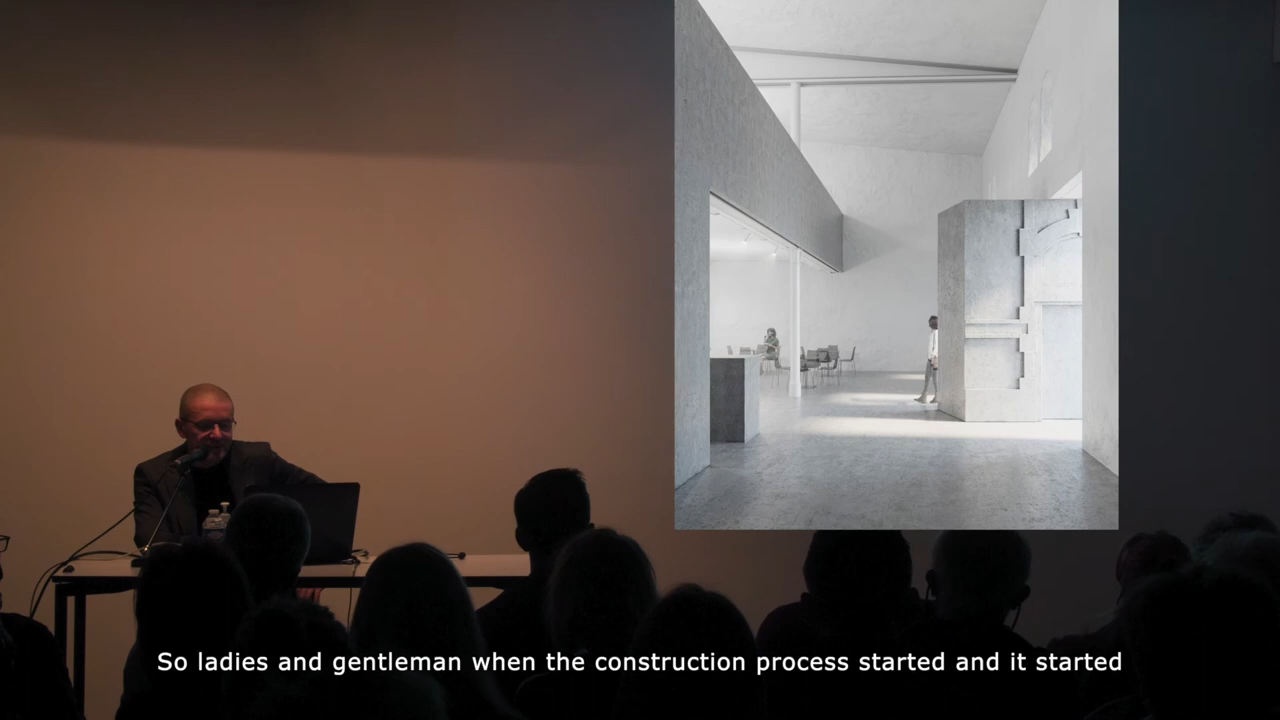 So ladies and gentleman when the construction process started and it started